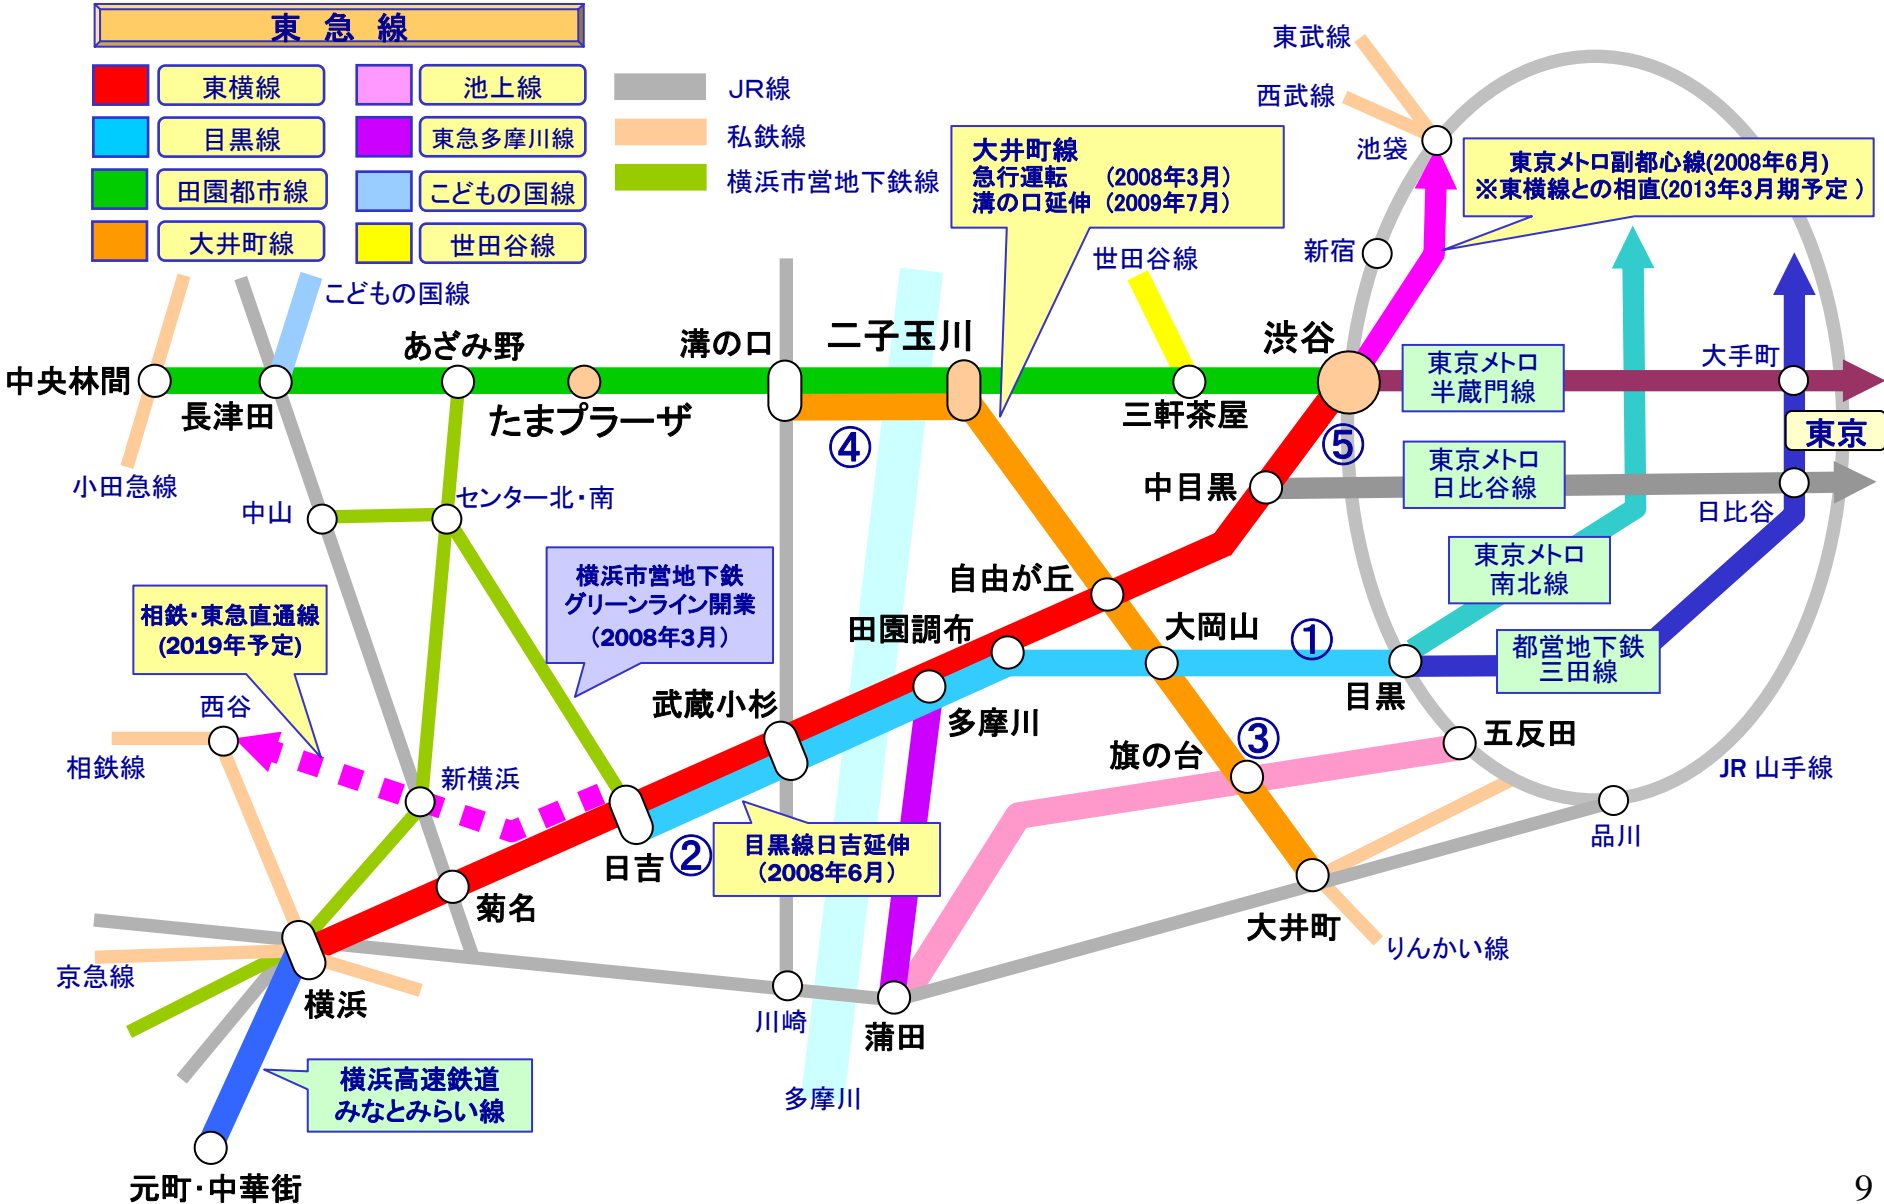 東 急 線
東横線
目黒線
田園都市線
大井町線
池上線
東急多摩川線
こどもの国線
世田谷線
JR線
私鉄線
横浜市営地下鉄線
大井町線
急行運転 (2008年3月)
溝の口延伸 (2009年7月)
東武線
西武線
池袋
東京メトロ副都心線(2008年6月)
※東横線との相直(2013年3月期予定 )
新宿
世田谷線
こどもの国線
中央林間
長津田
あざみ野
たまプラーザ
溝の口
二子玉川
三軒茶屋
渋谷
東京メトロ
半蔵門線
大手町
東京
④
⑤
小田急線
中山
センター北・南
中目黒
東京メトロ
日比谷線
日比谷
横浜市営地下鉄
グリーンライン開業
(2008年3月)
自由が丘
東京メトロ
南北線
相鉄・東急直通線
(2019年予定)
田園調布
大岡山
①
都営地下鉄
三田線
西谷
武蔵小杉
多摩川
目黒
相鉄線
新横浜
旗の台
③
五反田
JR 山手線
日吉
②
目黒線日吉延伸
(2008年6月)
品川
菊名
大井町
りんかい線
京急線
横浜
川崎
蒲田
横浜高速鉄道
みなとみらい線
多摩川
元町・中華街
9